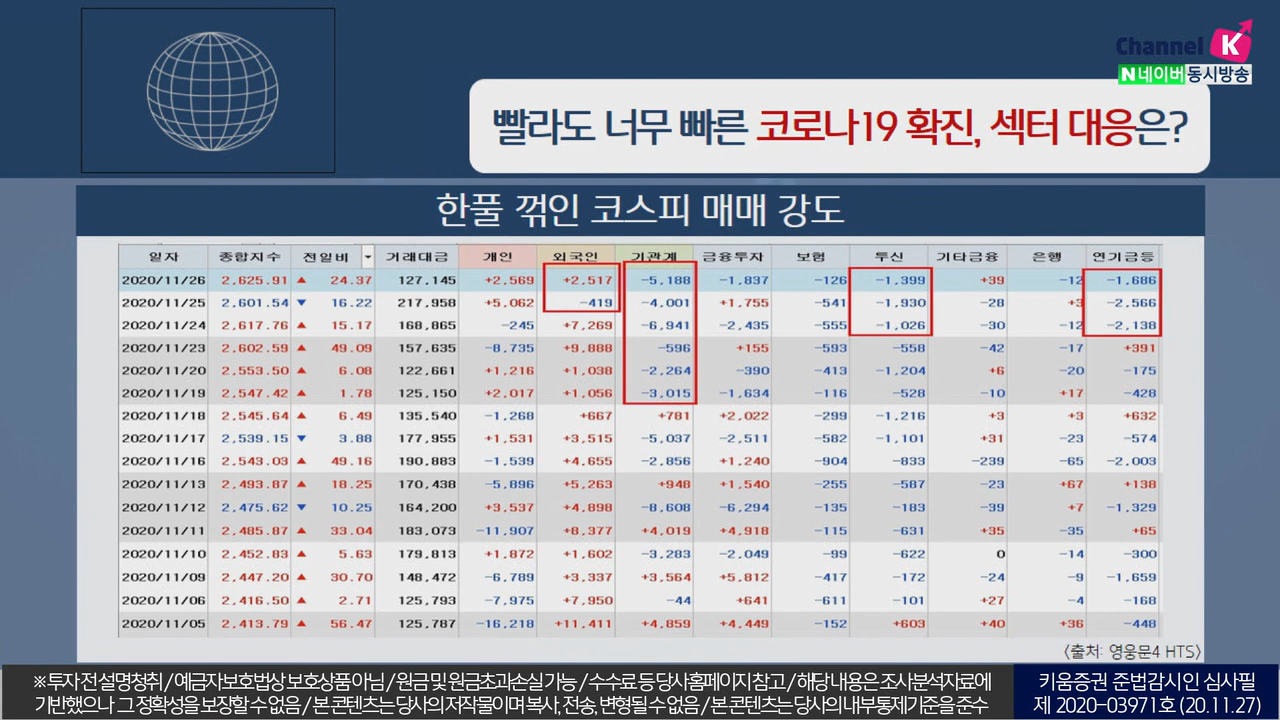 Channel K
N네이버 동시방송
빨라도 너무 빠른 코로나19 확진, 섹터 대응은?
한풀 꺾인 코스피 매매 강도
일자 종합지수 전일비 거래대금 개인 외국인 기관계 금융투자 보험 투신 기타금융 은행 연기금등
2020/11/26 2,625.91 ▲ 24.37 127,145 +2,569 +2,517 -5,188 -1,837 -126 -1,399 +39 -12 -1,686
2020/11/25 2,601.54 ▼ 16.22 217,958 +5,062 -419 -4,001 +1,755 -541 -1,930 -28 +3 -2,566
2020/11/24 2,617.76 ▲ 15.17 168,865 -245 +7,269 -6,941 -2,435 -555 -1,026 -30 -12 -2,138
2020/11/23 2,602.59 ▲ 49.09 157,635 -8,735 +9,888 -596 +155 -593 -558 -42 -17 +391
2020/11/20 2,553.50 ▲ 6.08 122,661 +1,216 +1,038 -2,264 -390 -413 -1,204 +6 -20 -175
2020/11/19 2,547.42 ▲ 1.78 125,150 +2,017 +1,056 -3,015 -1,634 -116 -528 -10 +17 -428
2020/11/18 2,545.64 ▲ 6.49 135,540 -1,268 +667 +781 +2,022 -299 -1,216 +3 +3 +632
2020/11/17 2,539.15 ▼ 3.88 177,955 +1,531 +3,515 -5,037 -2,511 -582 -1,101 +31 -23 -574
2020/11/16 2,543.03 ▲ 49.16 190,883 -1,539 +4,655 -2,856 +1,240 -904 -833 -239 -65 -2,003
2020/11/13 2,493.87 ▲ 18.25 170,438 -5,896 +5,263 +948 +1,540 -255 -587 -23 +67 +138
2020/11/12 2,475.62 ▼ 10.25 164,200 +3,537 +4,898 -8,608 -6,294 -135 -183 -39 +7 -1,329
2020/11/11 2,485.87 ▲ 33.04 183,073 -11,907 +8,377 +4,019 +4,918 -115 -631 +35 -35 +65
2020/11/10 2,452.83 ▲ 5.63 179,813 +1,872 +1,602 -3,283 -2,049 -99 -622 0 -14 -300
2020/11/09 2,447.20 ▲ 30.70 148,472 -6,789 +3,337 +3,564 +5,812 -417 -172 -24 -9 -1,659
2020/11/06 2,416.50 ▲ 2.71 125,793 -7,975 +7,950 -44 +641 -611 -101 +27 -4 -168
2020/11/05 2,413.79 ▲ 56.47 125,787 -16,218 +11,411 +4,859 +4,449 -152 +603 +40 +36 -448
〈출처: 영웅문4 HTS〉
※ 투자 전 설명청취 / 예금자보호법상 보호상품 아님 / 원금 및 원금초과손실 가능 / 수수료 등 당사홈페이지 참고 / 해당 내용은 조사분석자료에
기반했으나 그 정확성을 보장할 수 없음 / 본 콘텐츠는 당사의 저작물이며 복사, 전송, 변형될 수 없음 / 본 콘텐츠는 당사의 내부통제기준을 준수
키움증권 준법감시인 심사필
제 2020-03971호 (20.11.27)